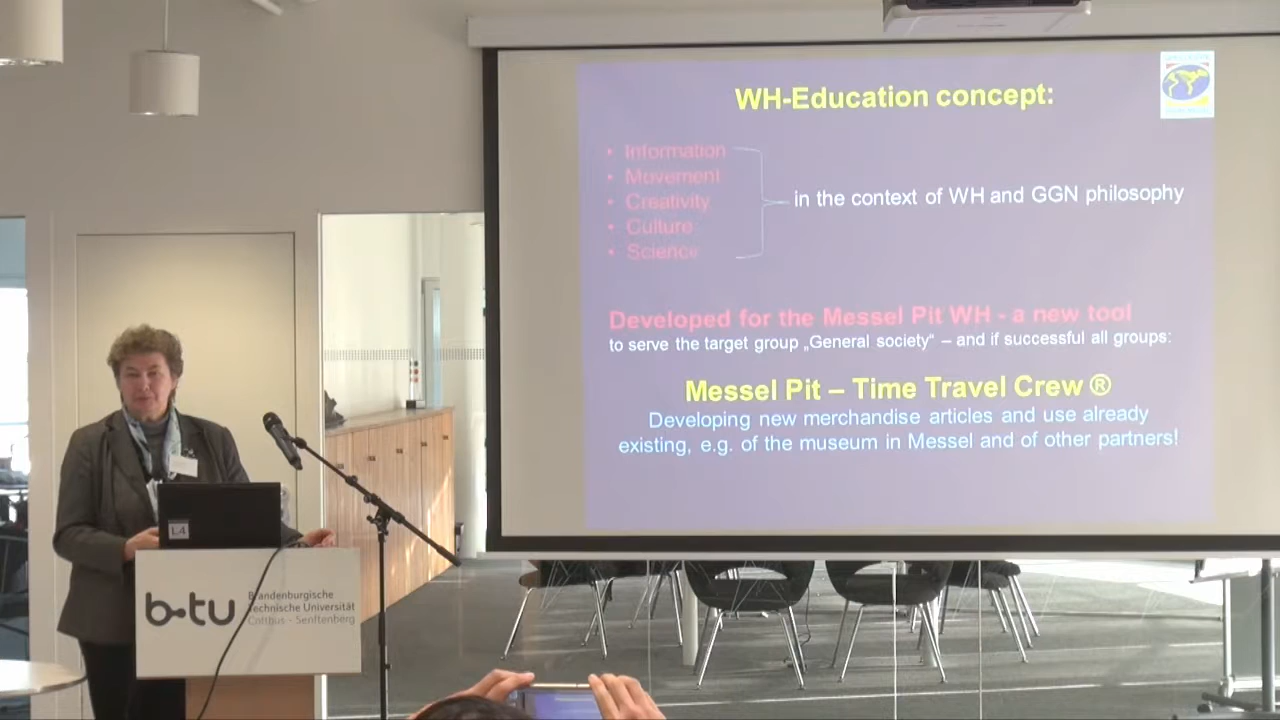 WH-Education concept:
• Information
• Movement
• Creativity
• Culture
• Science
in the context of WH and GGN philosophy
Developed for the Messel Pit WH - a new tool
to serve the target group „General society“ – and if successful all groups:
Messel Pit – Time Travel Crew ®
Developing new merchandise articles and use already
existing, e.g. of the museum in Messel and of other partners!
L4
b-tu
Brandenburgische
Technische Universität
Cottbus - Senftenberg